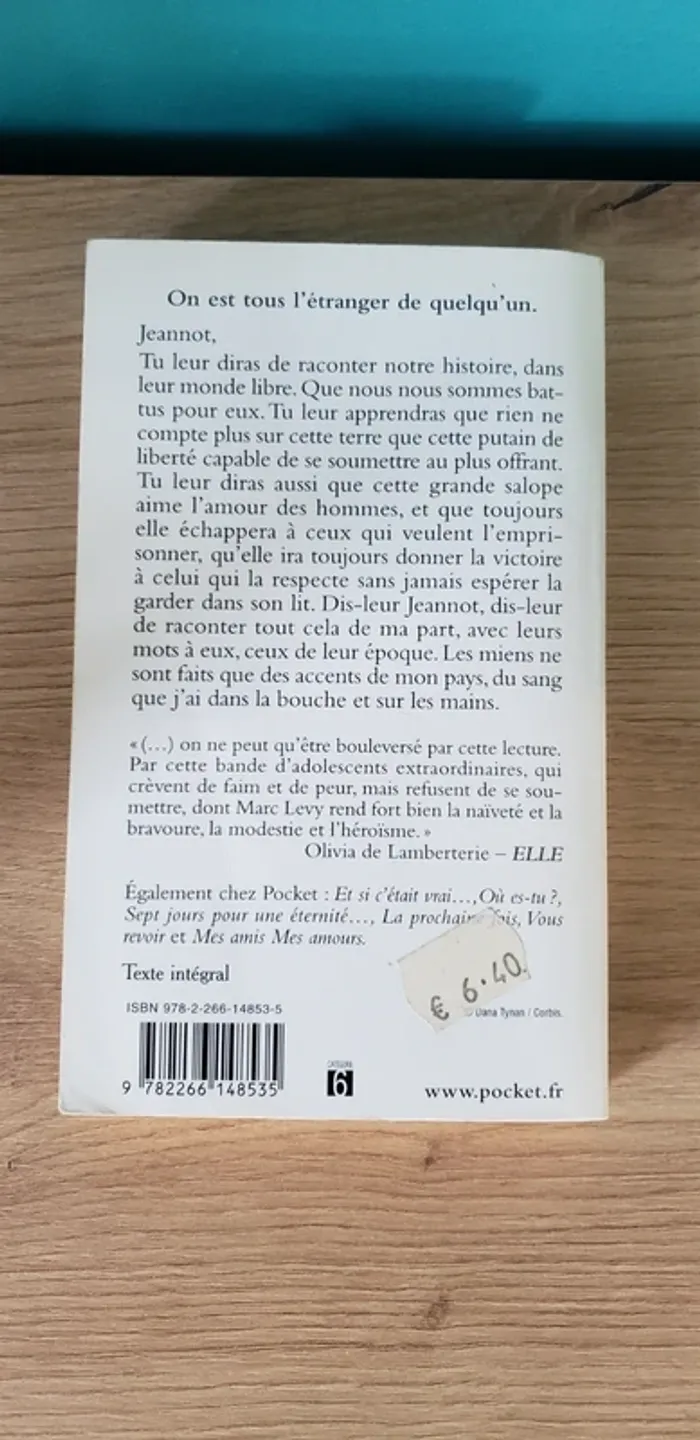 On est tous l'étranger de quelqu'un.
Jeannot,
Tu leur diras de raconter notre histoire, dans
leur monde libre. Que nous nous sommes bat-
tus pour eux. Tu leur apprendras que rien ne
compte plus sur cette terre que cette putain de
liberté capable de se soumettre au plus offrant.
Tu leur diras aussi que cette grande salope
aime l'amour des hommes, et que toujours
elle échappera à ceux qui veulent l'empri-
sonner, qu'elle ira toujours donner la victoire
à celui qui la respecte sans jamais espérer la
garder dans son lit. Dis-leur Jeannot, dis-leur
de raconter tout cela de ma part, avec leurs
mots à eux, ceux de leur époque. Les miens ne
sont faits que des accents de mon pays, du sang
que j'ai dans la bouche et sur les mains.
« (...) on ne peut qu'être bouleversé par cette lecture.
Par cette bande d'adolescents extraordinaires, qui
crèvent de faim et de peur, mais refusent de se sou-
mettre, dont Marc Levy rend fort bien la naïveté et la
bravoure, la modestie et l'héroïsme. »
Olivia de Lamberterie – ELLE
Également chez Pocket : Et si c'était vrai..., Où es-tu ?,
Sept jours pour une éternité..., La fois, Vous
revoir et Mes amis Mes amours.
Texte intégral
€ 6.40
ISBN 978-2-266-14853-5
Dana Tynan / Corbis.
9 782266 148535
CATÉGORIE
6
www.pocket.fr